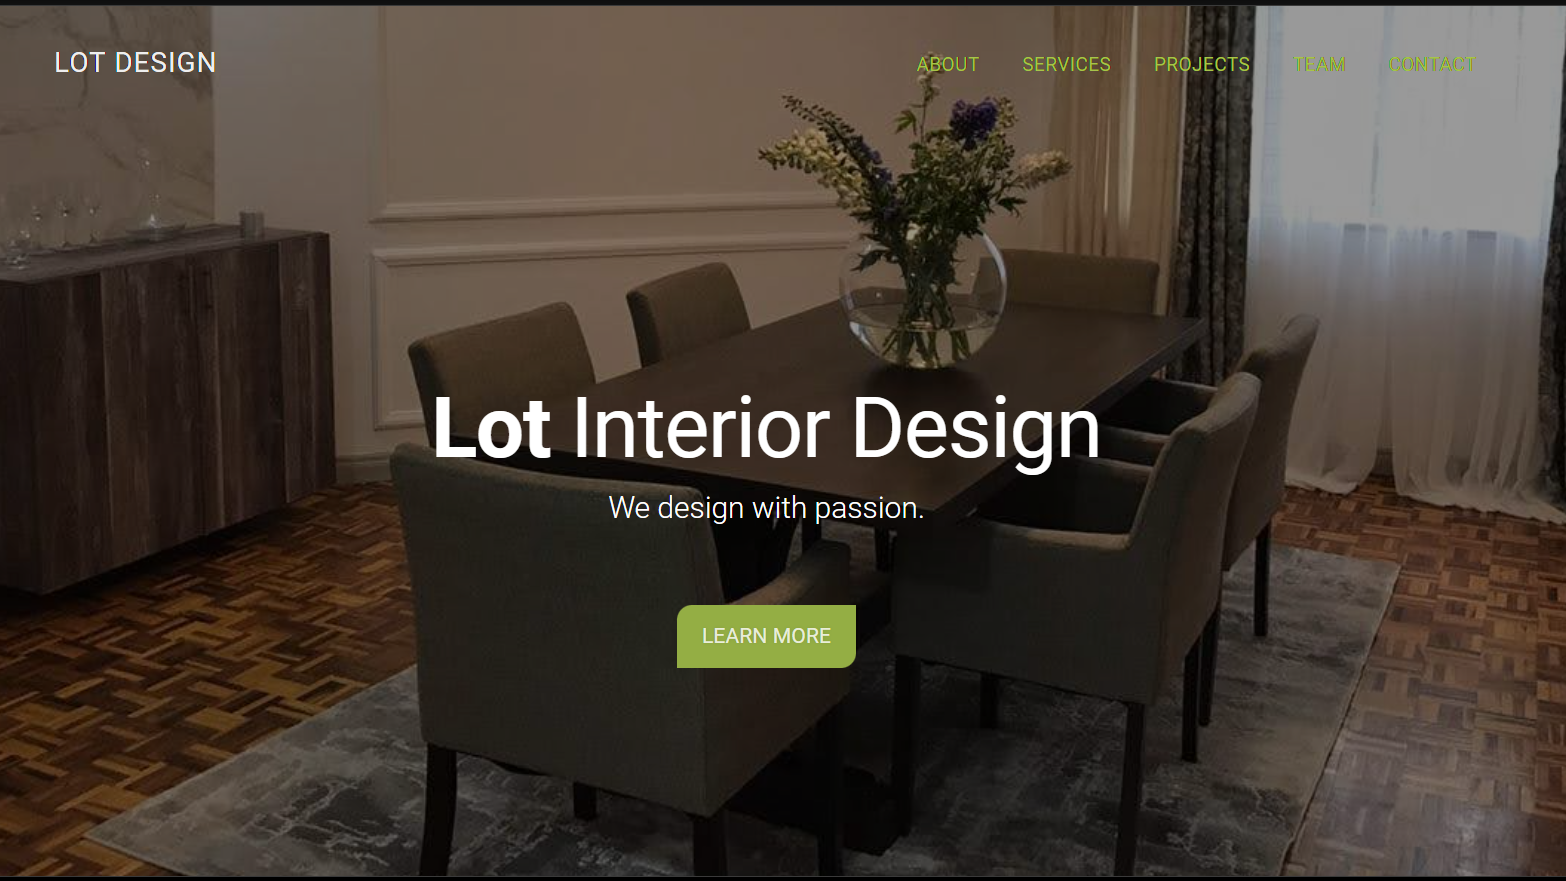 LOT DESIGN
ABOUT SERVICES PROJECTS TEAM CONTACT
Lot Interior Design
We design with passion.
LEARN MORE